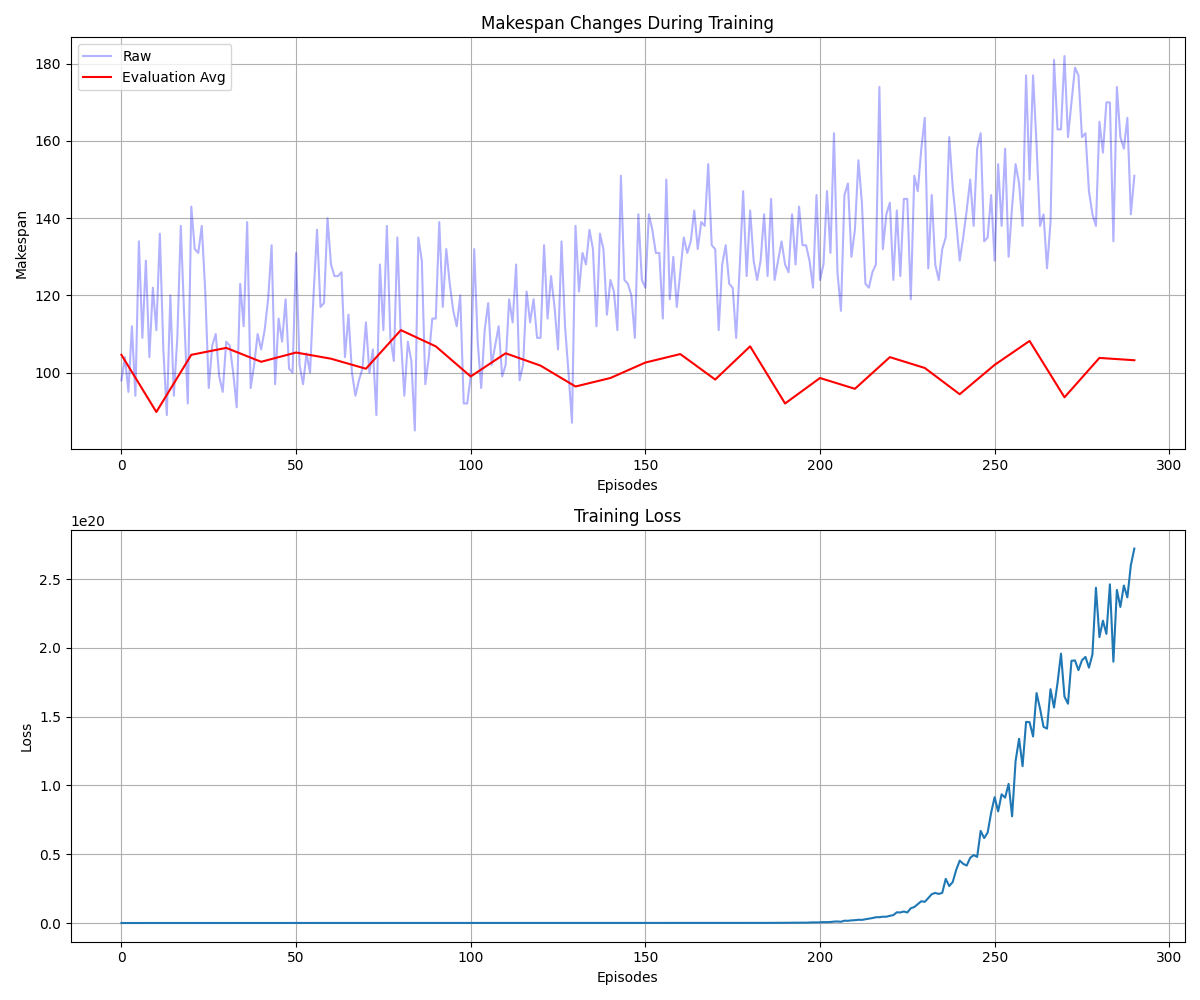 Makespan Changes During Training
Raw
Evaluation Avg
180
160
140
120
100
Makespan
0 50 100 150 200 250 300
Episodes
1e20
Training Loss
2.5
2.0
1.5
1.0
0.5
0.0
Loss
0 50 100 150 200 250 300
Episodes